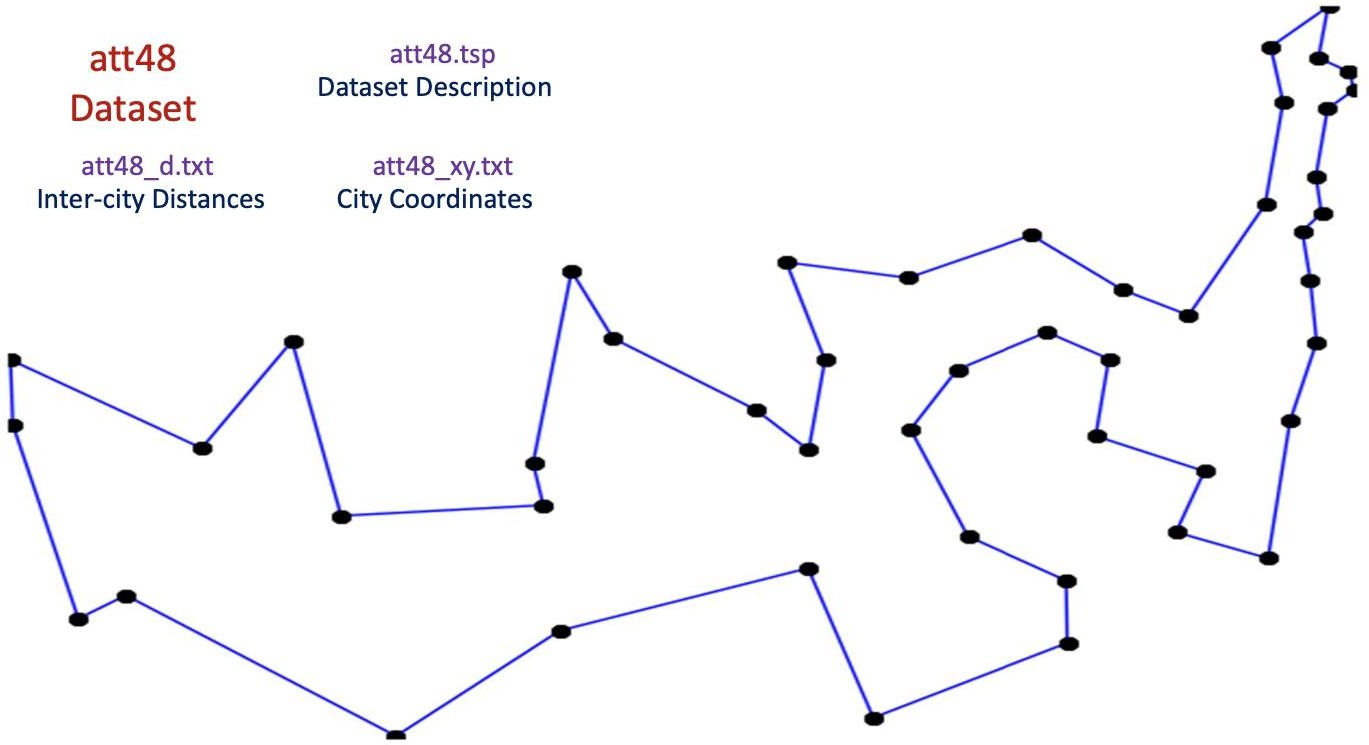 att48
Dataset
att48.tsp
Dataset Description
att48_d.txt
Inter-city Distances
att48_xy.txt
City Coordinates